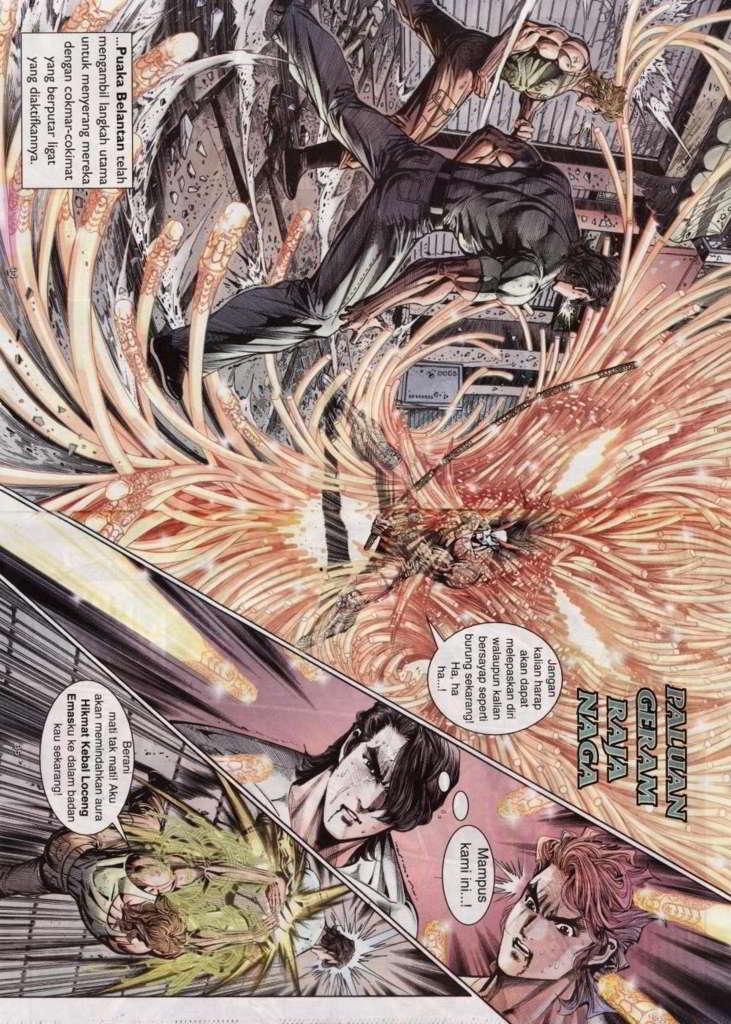 PALUAN
GERAM
RAJA
NAGA
Jangan
kalian harap
akan dapat
melepaskan diri
walaupun kalian
bersayap seperti
burung sekarang!
Ha, ha
ha...!
...Puaka Belantan telah
mengambil langkah utama
untuk menyerang mereka
dengan cokmar-cokimat
yang berputar ligat
yang diaktifkannya.
Mampus
kami ini...!
Berani
mati tak mati! Aku
akan memindahkan aura
Hikmat Kebal Loceng
Emasku ke dalam badan
kau sekarang!